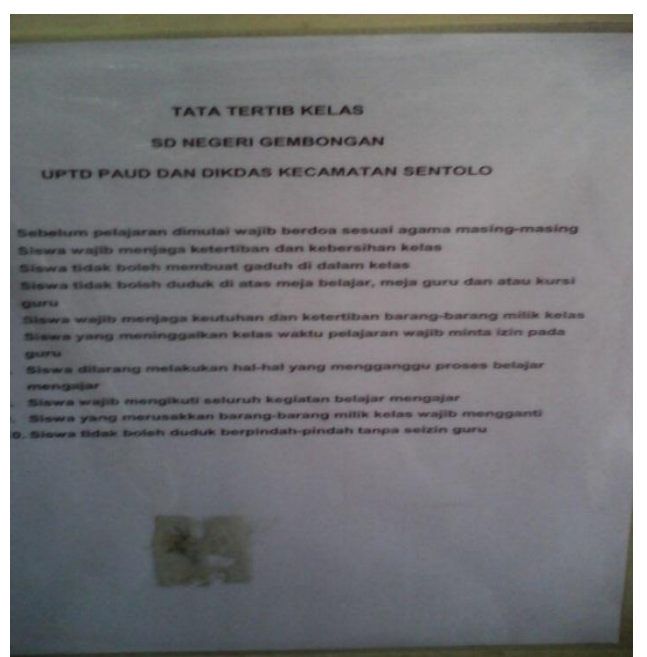 TATA TERTIB KELAS
SD NEGERI GEMBONGAN
UPTD PAUD DAN DIKDAS KECAMATAN SENTOLO
Sebelum pelajaran dimulai wajib berdoa sesuai agama masing-masing
Siswa wajib menjaga ketertiban dan kebersihan kelas
Siswa tidak boleh membuat gaduh di dalam kelas
Siswa tidak boleh duduk di atas meja belajar, meja guru dan atau kursi
guru
Siswa wajib menjaga keutuhan dan ketertiban barang-barang milik kelas
Siswa yang meninggalkan kelas waktu pelajaran wajib minta izin pada
guru
Siswa dilarang melakukan hal-hal yang mengganggu proses belajar
mengajar
Siswa wajib mengikuti seluruh kegiatan belajar mengajar
Siswa yang merusakkan barang-barang milik kelas wajib mengganti
0. Siswa tidak boleh duduk berpindah-pindah tanpa seizin guru